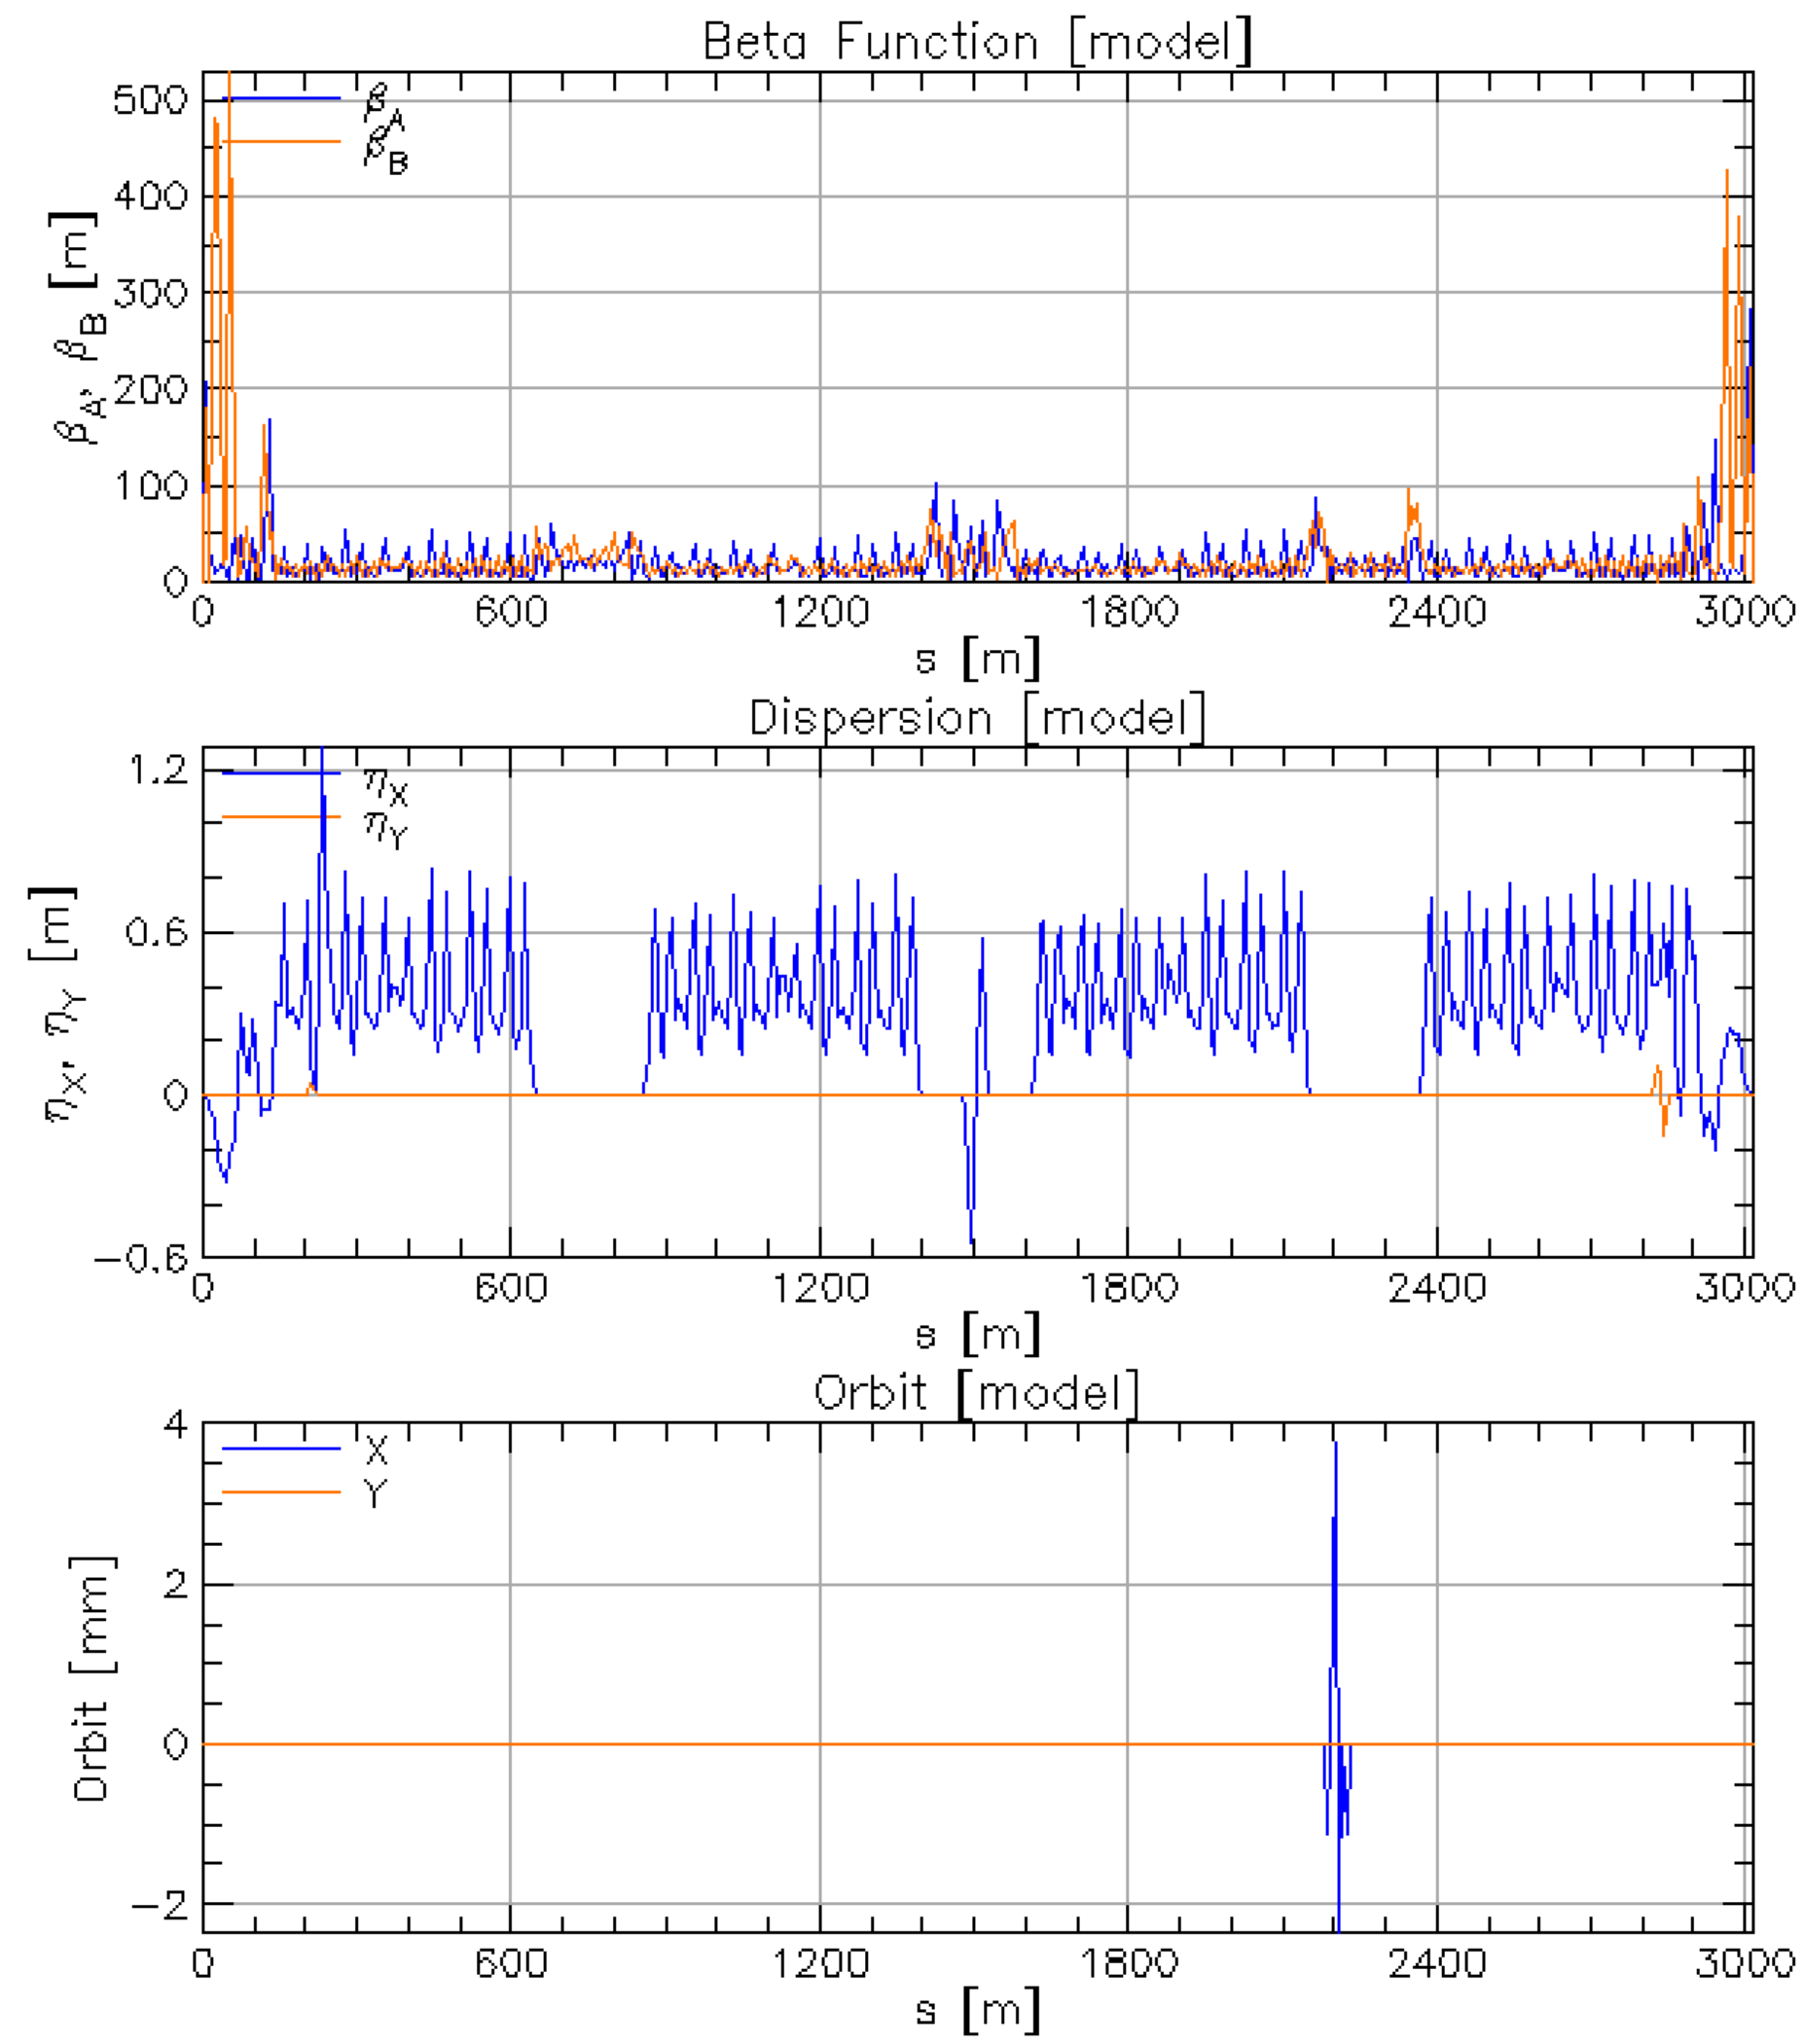 Beta Function [model]
β_A, β_B [m]
500
400
300
200
100
0
β_A
β_B
0 600 1200 1800 2400 3000
s [m]
Dispersion [model]
η_X, η_Y [m]
1.2
0.6
0
-0.6
η_X
η_Y
0 600 1200 1800 2400 3000
s [m]
Orbit [model]
Orbit [mm]
4
2
0
-2
X
Y
0 600 1200 1800 2400 3000
s [m]